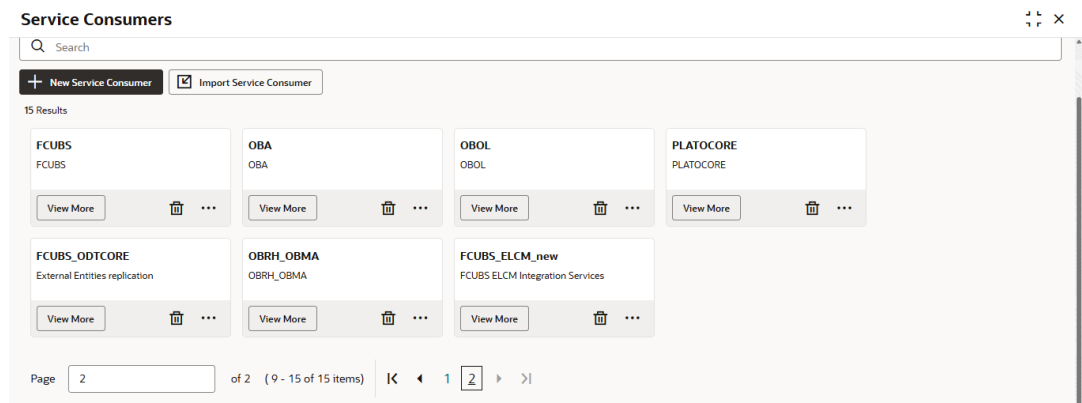 Service Consumers
Search
New Service Consumer
Import Service Consumer
15 Results
FCUBS
FCUBS
View More
OBA
OBA
View More
OBOL
OBOL
View More
PLATOCORE
PLATOCORE
View More
FCUBS_ODTCORE
External Entities replication
View More
OBRH_OBMA
OBRH_OBMA
View More
FCUBS_ELCM_new
FCUBS ELCM Integration Services
View More
Page 2 of 2 ( 9 - 15 of 15 items) 1 2